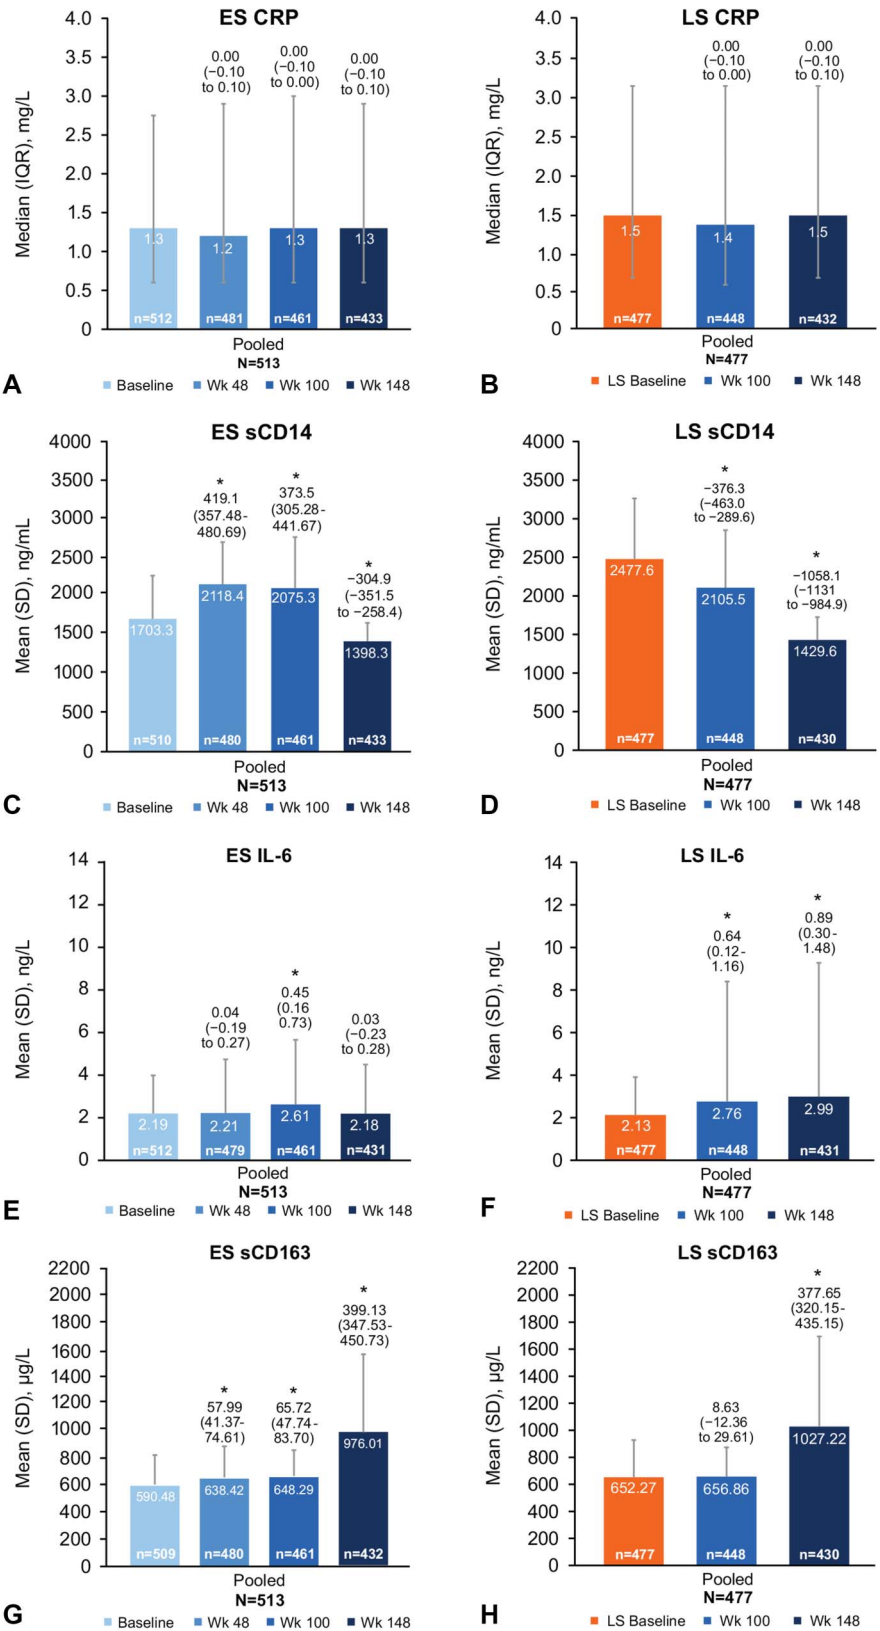 ES CRP
Median (IQR), mg/L
4.0
3.5
3.0
2.5
2.0
1.5
1.0
0.5
0
0.00
(−0.10
to 0.10)
0.00
(−0.10
to 0.00)
0.00
(−0.10
to 0.10)
1.3
1.2
1.3
1.3
n=512
n=481
n=461
n=433
Pooled
N=513
A
Baseline
Wk 48
Wk 100
Wk 148
LS CRP
Median (IQR), mg/L
4.0
3.5
3.0
2.5
2.0
1.5
1.0
0.5
0
0.00
(−0.10
to 0.00)
0.00
(−0.10
to 0.10)
1.5
1.4
1.5
n=477
n=448
n=432
Pooled
N=477
B
LS Baseline
Wk 100
Wk 148
ES sCD14
Mean (SD), ng/mL
4000
3500
3000
2500
2000
1500
1000
500
0
*
419.1
(357.48-
480.69)
*
373.5
(305.28-
441.67)
*
−304.9
(−351.5
to −258.4)
1703.3
2118.4
2075.3
1398.3
n=510
n=480
n=461
n=433
Pooled
N=513
C
Baseline
Wk 48
Wk 100
Wk 148
LS sCD14
Mean (SD), ng/mL
4000
3500
3000
2500
2000
1500
1000
500
0
*
−376.3
(−463.0
to −289.6)
*
−1058.1
(−1131
to −984.9)
2477.6
2105.5
1429.6
n=477
n=448
n=430
Pooled
N=477
D
LS Baseline
Wk 100
Wk 148
ES IL-6
Mean (SD), ng/L
14
12
10
8
6
4
2
0
0.04
(−0.19
to 0.27)
*
0.45
(0.16
0.73)
0.03
(−0.23
to 0.28)
2.19
2.21
2.61
2.18
n=512
n=479
n=461
n=431
Pooled
N=513
E
Baseline
Wk 48
Wk 100
Wk 148
LS IL-6
Mean (SD), ng/L
14
12
10
8
6
4
2
0
*
0.64
(0.12-
1.16)
*
0.89
(0.30-
1.48)
2.13
2.76
2.99
n=477
n=448
n=431
Pooled
N=477
F
LS Baseline
Wk 100
Wk 148
ES sCD163
Mean (SD), µg/L
2200
2000
1800
1600
1400
1200
1000
800
600
400
200
0
*
57.99
(41.37-
74.61)
*
65.72
(47.74-
83.70)
*
399.13
(347.53-
450.73)
590.48
638.42
648.29
976.01
n=509
n=480
n=461
n=432
Pooled
N=513
G
Baseline
Wk 48
Wk 100
Wk 148
LS sCD163
Mean (SD), µg/L
2200
2000
1800
1600
1400
1200
1000
800
600
400
200
0
8.63
(−12.36
to 29.61)
*
377.65
(320.15-
435.15)
652.27
656.86
1027.22
n=477
n=448
n=430
Pooled
N=477
H
LS Baseline
Wk 100
Wk 148